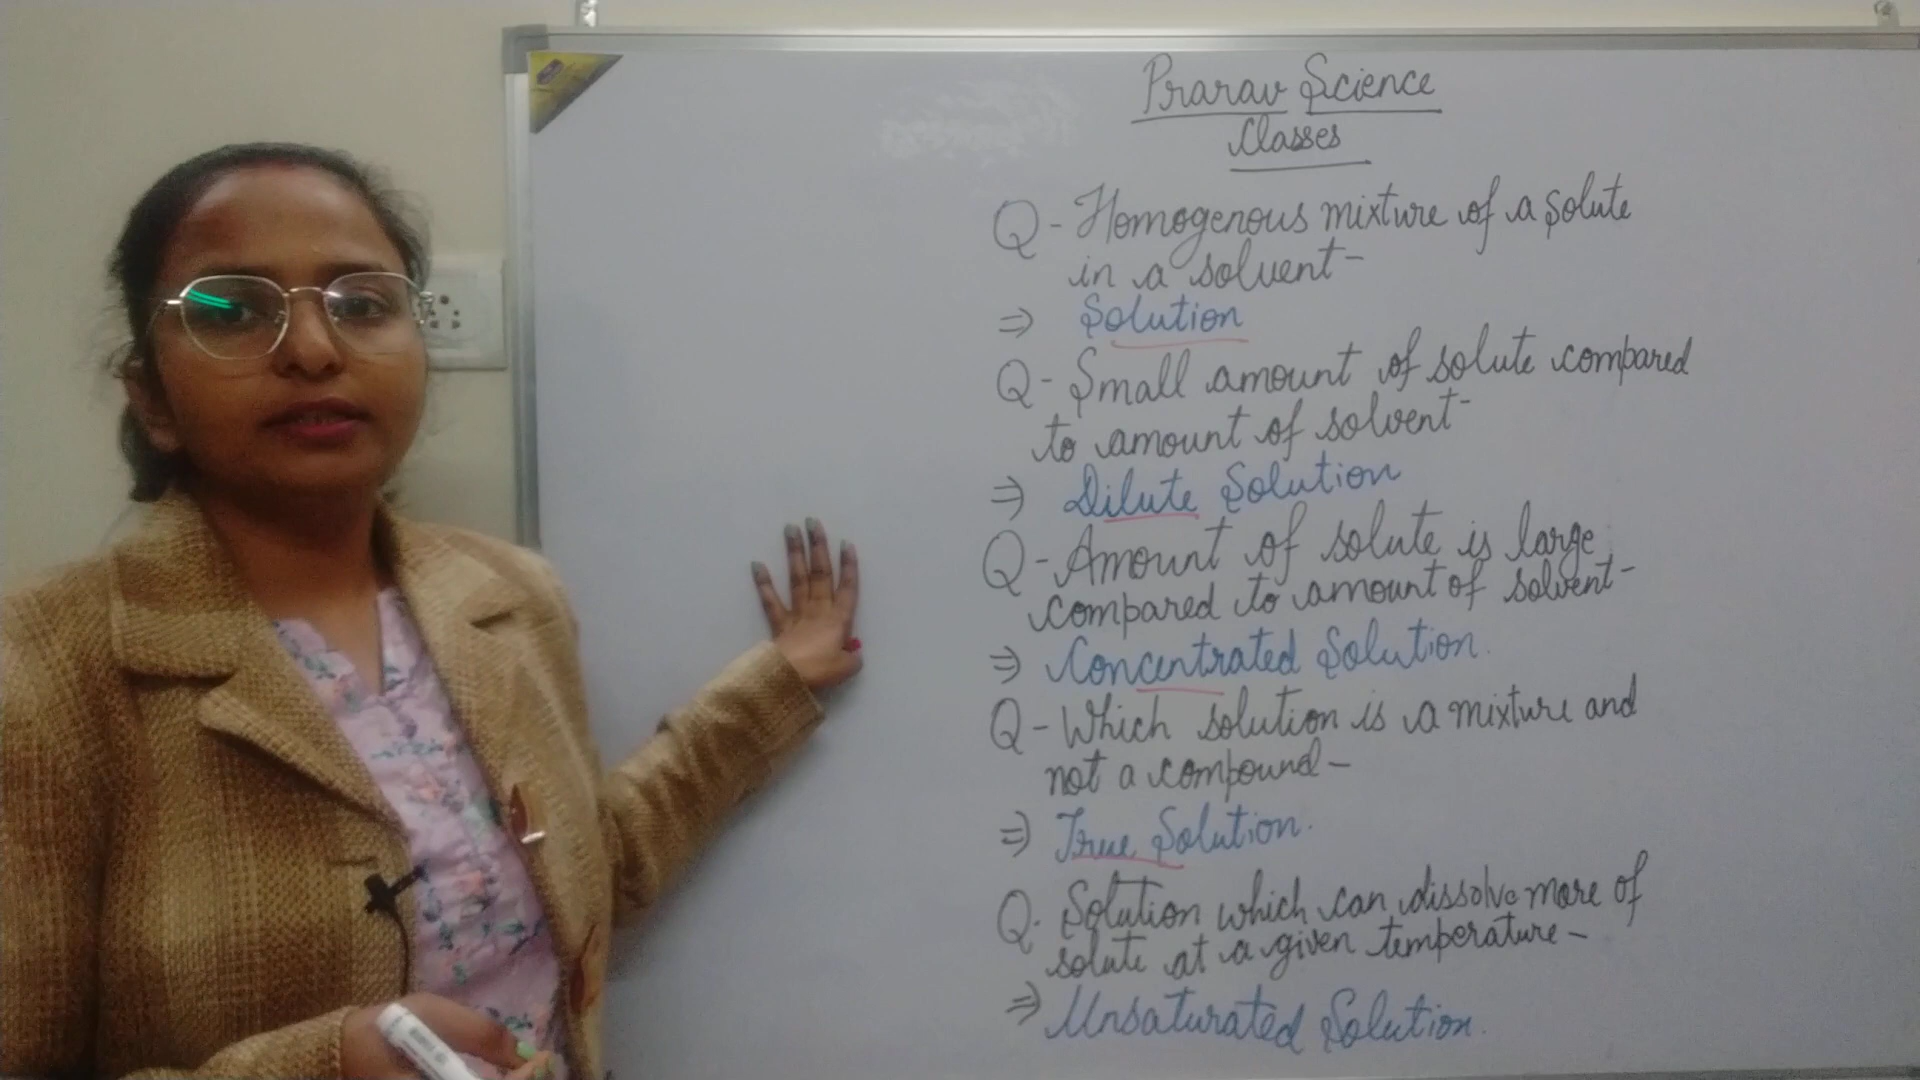 Prarav Science
Classes
Q - Homogenous mixture of a solute
in a solvent -
⇒ Solution
Q - Small amount of solute compared
to amount of solvent -
⇒ Dilute Solution
Q - Amount of solute is large
compared to amount of solvent -
⇒ Concentrated Solution.
Q - Which solution is a mixture and
not a compound -
⇒ True Solution.
Q. Solution which can dissolve more of
solute at a given temperature -
⇒ Unsaturated Solution.